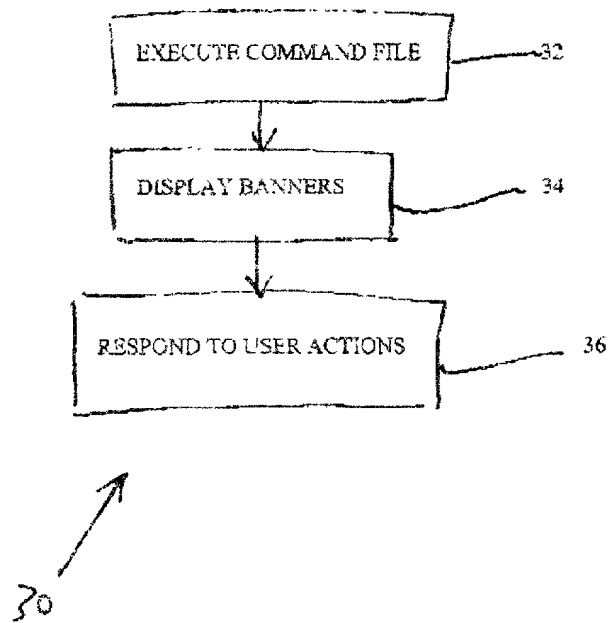 EXECUTE COMMAND FILE
32
DISPLAY BANNERS
34
RESPOND TO USER ACTIONS
36
30